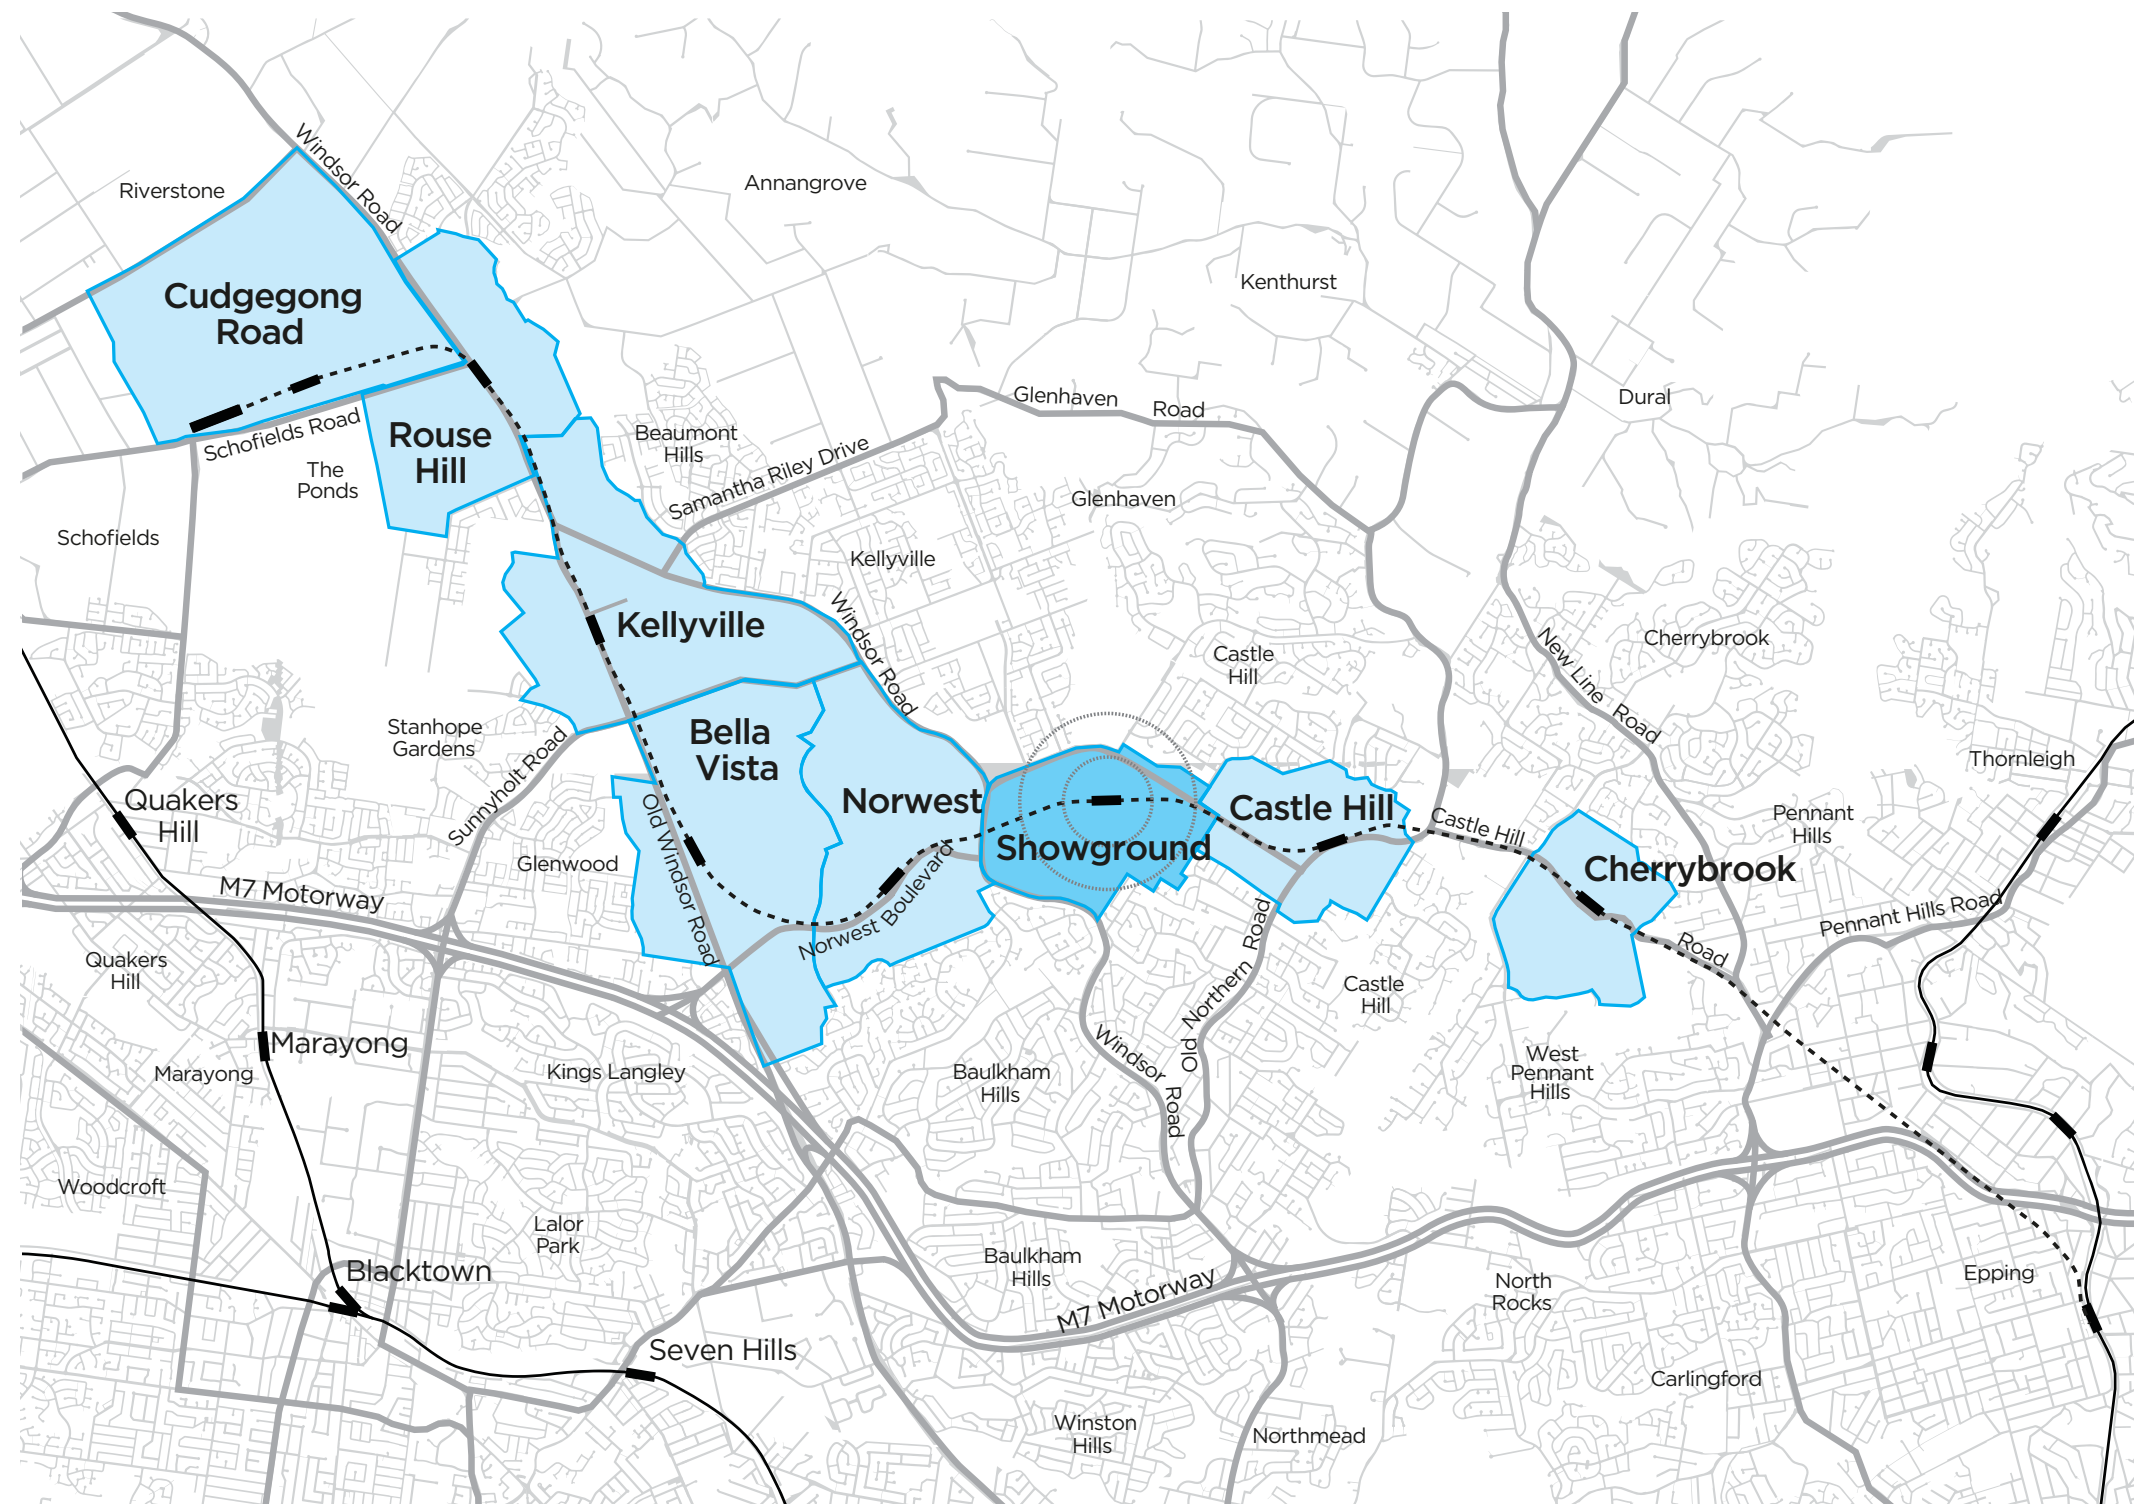 Windsor Road
Riverstone
Annangrove
Cudgegong
Road
Kenthurst
Dural
Glenhaven
Road
Schofields Road
Rouse
Hill
Beaumont
Hills
Samantha Riley Drive
The
Ponds
Glenhaven
Schofields
Kellyville
Kellyville
Windsor Road
Castle
Hill
New Line
Road
Cherrybrook
Stanhope
Gardens
Sunnyholt Road
Bella
Vista
Thornleigh
Quakers
Hill
Norwest
Castle Hill
Castle Hill
Pennant
Hills
Showground
Glenwood
Old Windsor Road
Cherrybrook
M7 Motorway
Norwest Boulevard
Pennant Hills Road
Road
Quakers
Hill
Castle
Hill
Old
Northern
Road
Marayong
Marayong
Kings Langley
Baulkham
Hills
Windsor
Road
West
Pennant
Hills
Woodcroft
Lalor
Park
Blacktown
Baulkham
Hills
M7 Motorway
North
Rocks
Epping
Seven Hills
Carlingford
Winston
Hills
Northmead